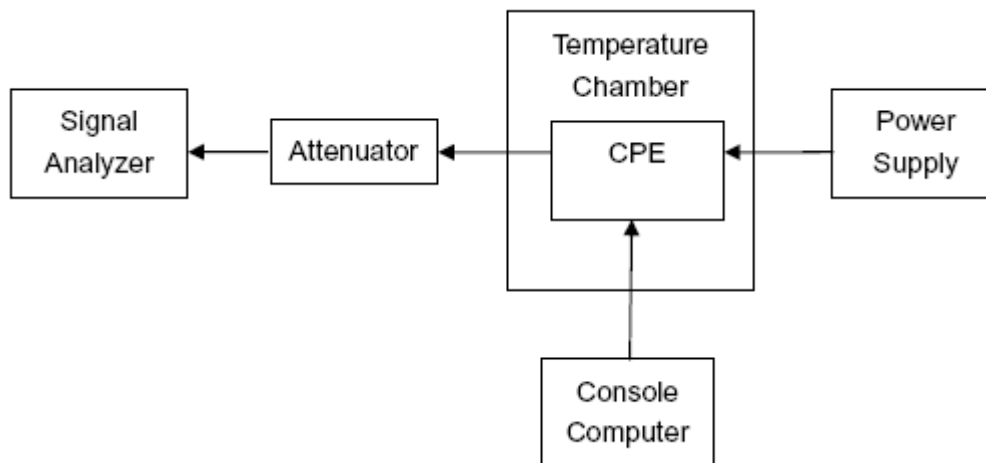 Temperature
Chamber
Signal
Analyzer
Attenuator
CPE
Power
Supply
Console
Computer